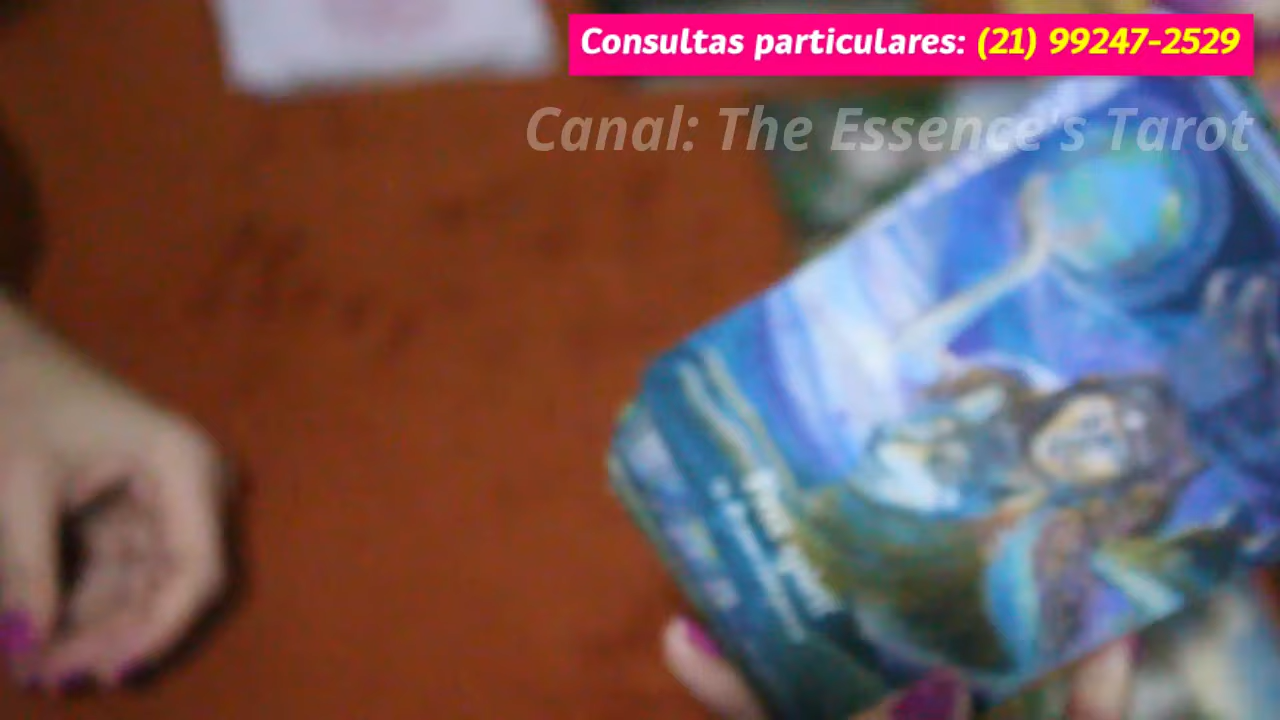 Consultas particulares: (21) 99247-2529
Canal: The Essence's Tarot